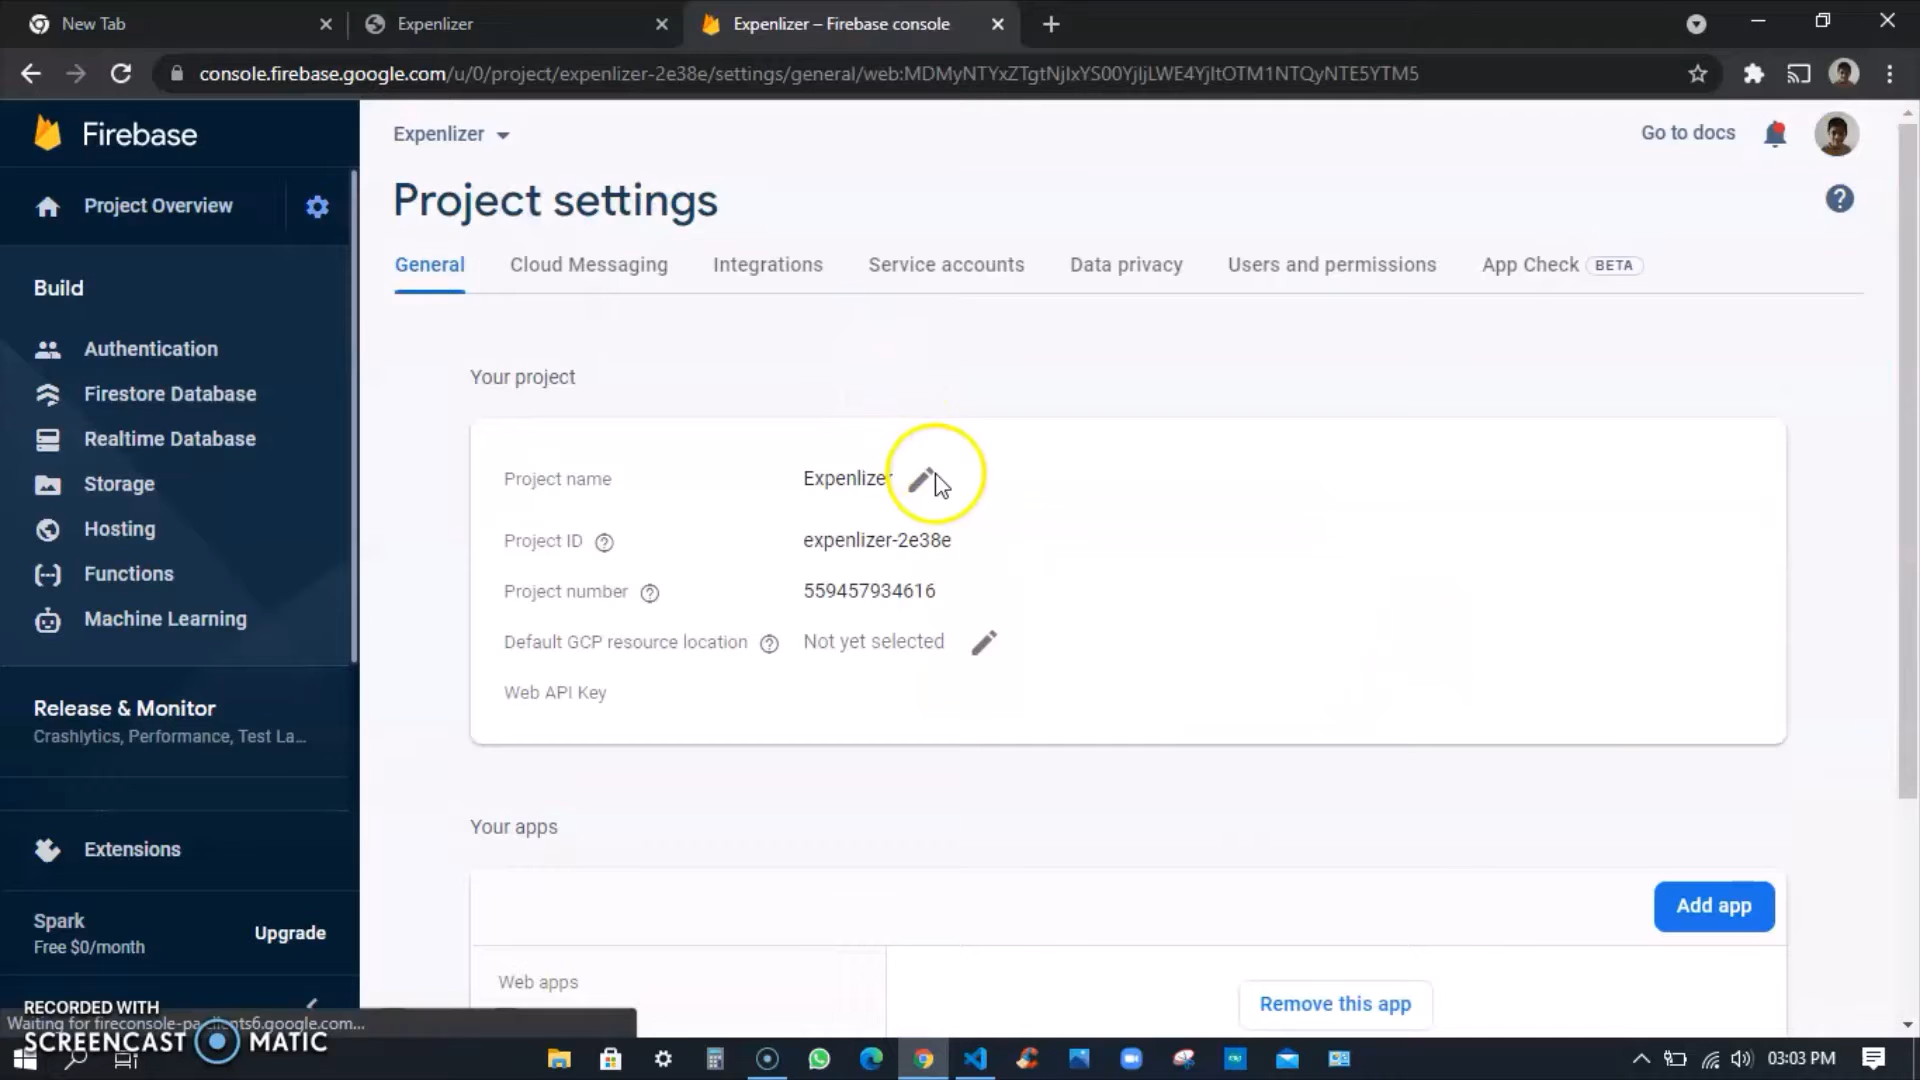 New Tab
Expenlizer
Expenlizer – Firebase console
console.firebase.google.com/u/0/project/expenlizer-2e38e/settings/general/web:MDMyNTYxZTgtNjIxYS00YjIjLWE4YjItOTM1NTQyNTE5YTM5
Firebase
Expenlizer
Go to docs
Project Overview
Project settings
General
Cloud Messaging
Integrations
Service accounts
Data privacy
Users and permissions
App Check BETA
Build
Authentication
Firestore Database
Realtime Database
Storage
Hosting
Functions
Machine Learning
Release & Monitor
Crashlytics, Performance, Test La...
Extensions
Spark
Free $0/month
Upgrade
Your project
Project name Expenlizer
Project ID expenlizer-2e38e
Project number 559457934616
Default GCP resource location Not yet selected
Web API Key
Your apps
Add app
Web apps
Remove this app
RECORDED WITH
Waiting for fireconsole-pa.clients6.google.com...
SCREENCAST MATIC
03:03 PM